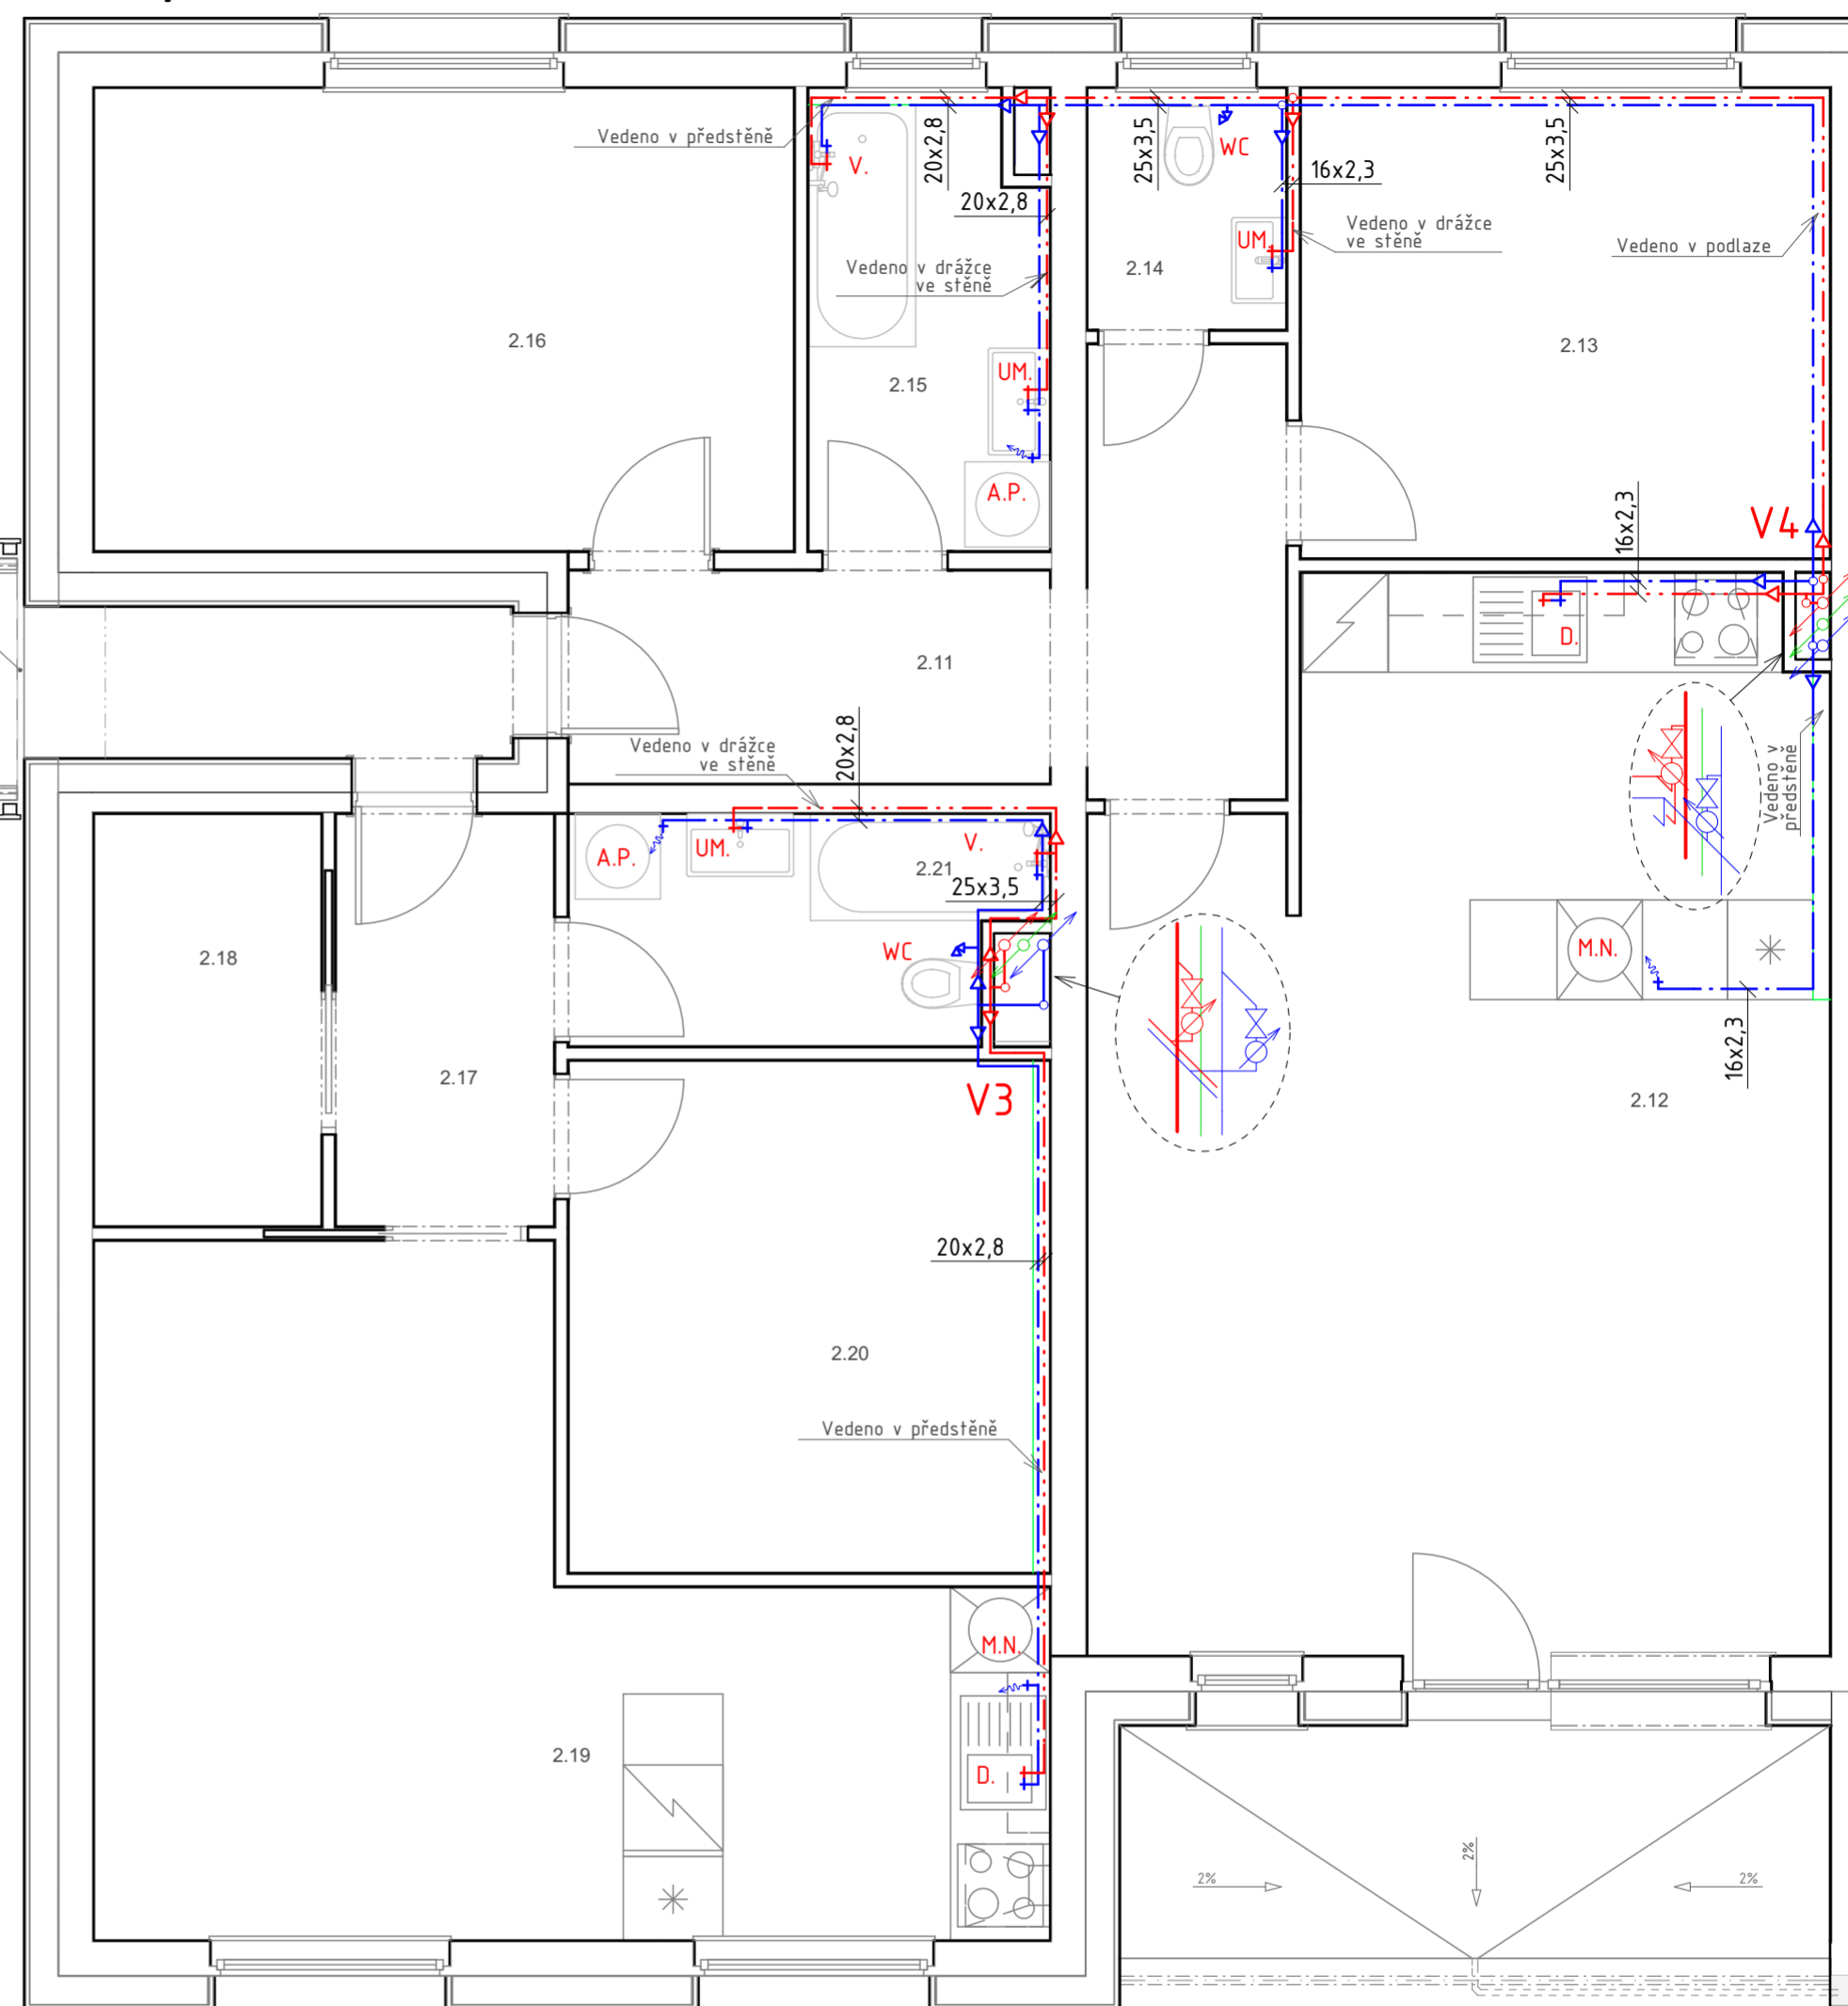 Vedeno v předstěně
V.
20x2,8
20x2,8
25x3,5
WC
16x2,3
25x3,5
Vedeno v drážce
ve stěně
Vedeno v podlaze
UM.
2.14
Vedeno v drážce
ve stěně
2.16
2.13
UM.
2.15
A.P.
16x2,3
V4
D.
2.11
20x2,8
Vedeno v drážce
ve stěně
Vedeno v
předstěně
A.P.
UM.
V.
2.21
25x3,5
WC
M.N.
2.18
2.17
V3
16x2,3
2.12
20x2,8
2.20
Vedeno v předstěně
M.N.
2.19
D.
2%
2%
2%